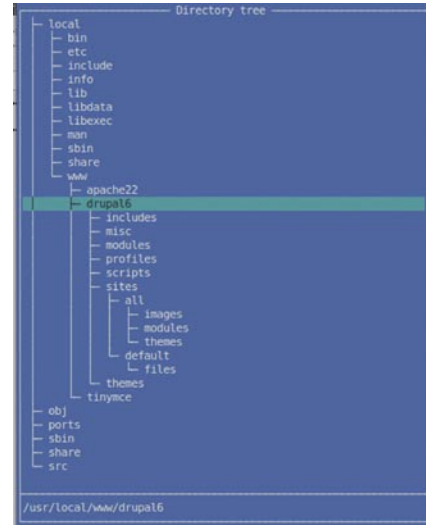 Directory tree
local
bin
etc
include
info
lib
libdata
libexec
man
sbin
share
www
apache22
drupal6
includes
misc
modules
profiles
scripts
sites
all
images
modules
themes
default
files
themes
tinymce
obj
ports
sbin
share
src
/usr/local/www/drupal6